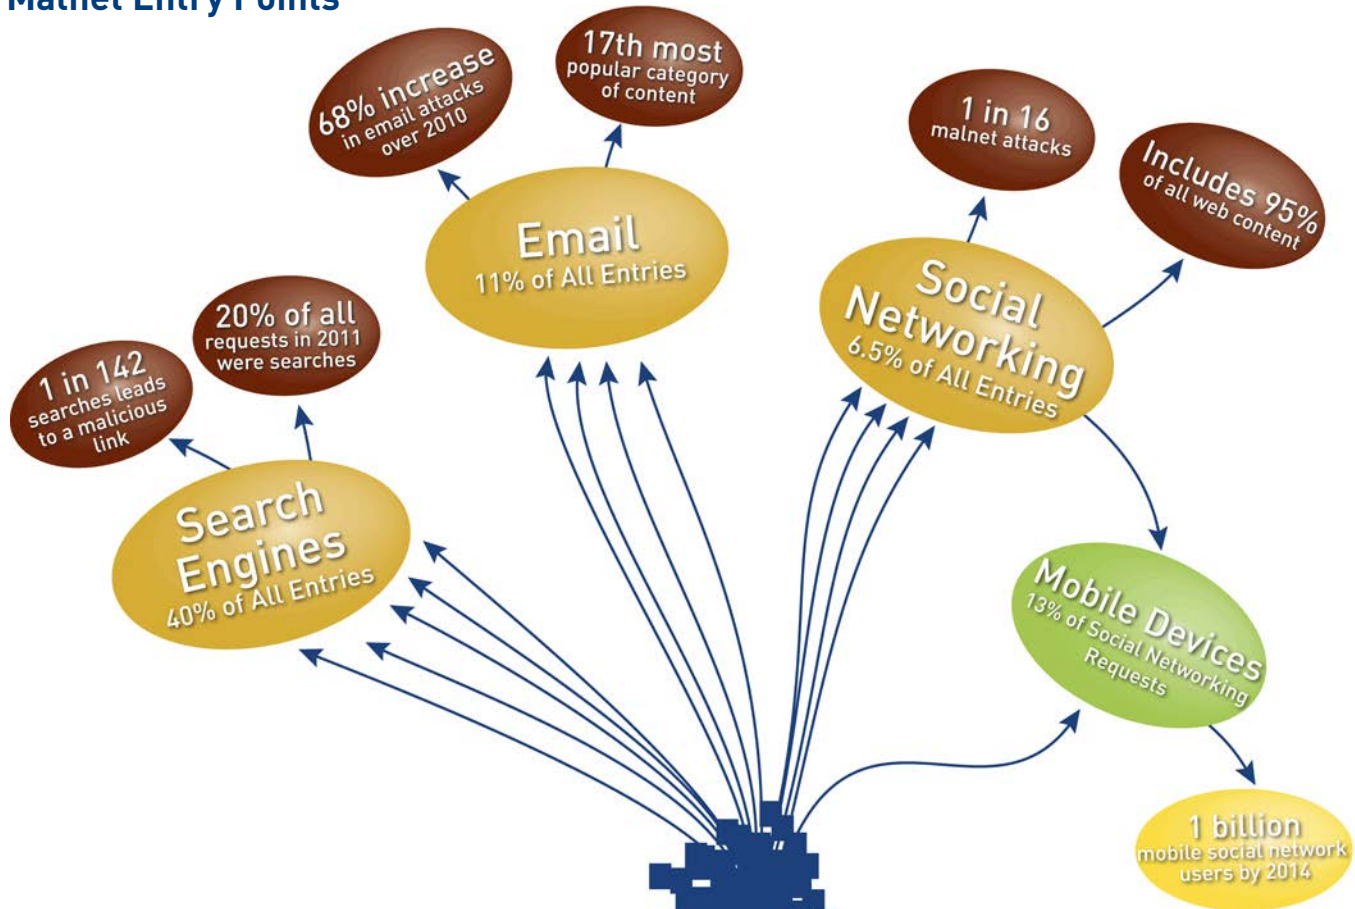 Malnet Entry Points
68% increase
in email attacks
over 2010
17th most
popular category
of content
1 in 16
malnet attacks
Includes 95%
of all web content
Email
11% of All Entries
Social
Networking
6.5% of All Entries
20% of all
requests in 2011
were searches
1 in 142
searches leads
to a malicious
link
Search
Engines
40% of All Entries
Mobile Devices
13% of Social Networking
Requests
1 billion
mobile social network
users by 2014